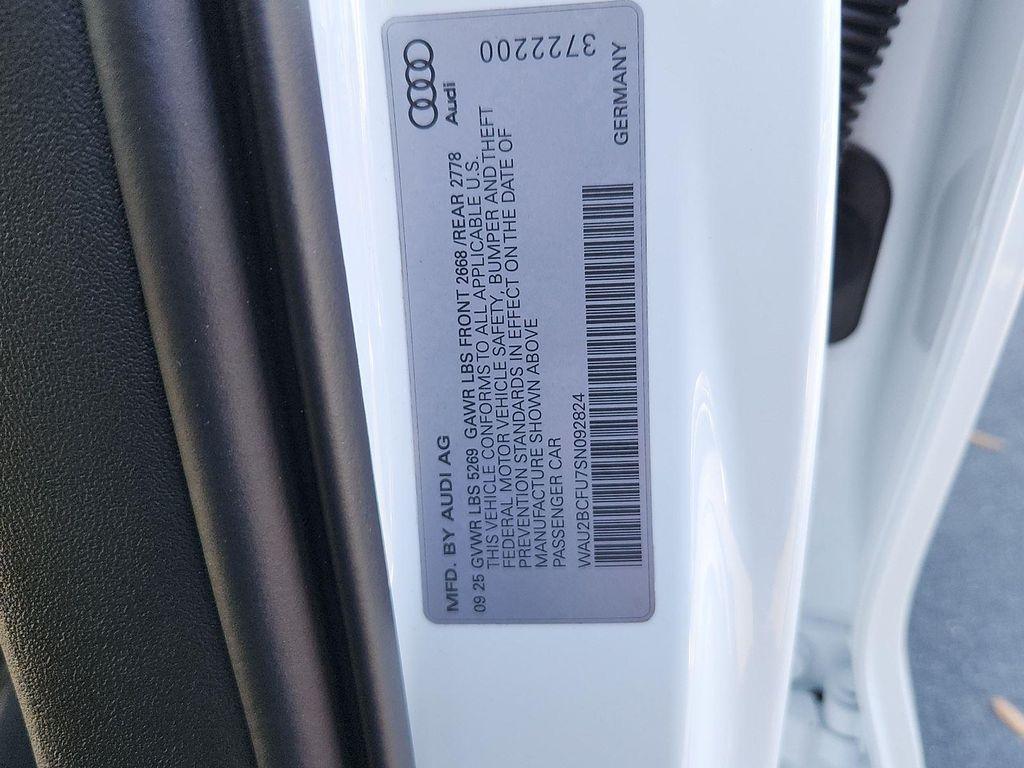 Audi
3722200
MFD. BY AUDI AG
09 25 GVWR LBS 5269 GAWR LBS FRONT 2668 /REAR 2778
THIS VEHICLE CONFORMS TO ALL APPLICABLE U.S.
FEDERAL MOTOR VEHICLE SAFETY, BUMPER AND THEFT
PREVENTION STANDARDS IN EFFECT ON THE DATE OF
MANUFACTURE SHOWN ABOVE
PASSENGER CAR
WAU2BCFU7SN092824
GERMANY